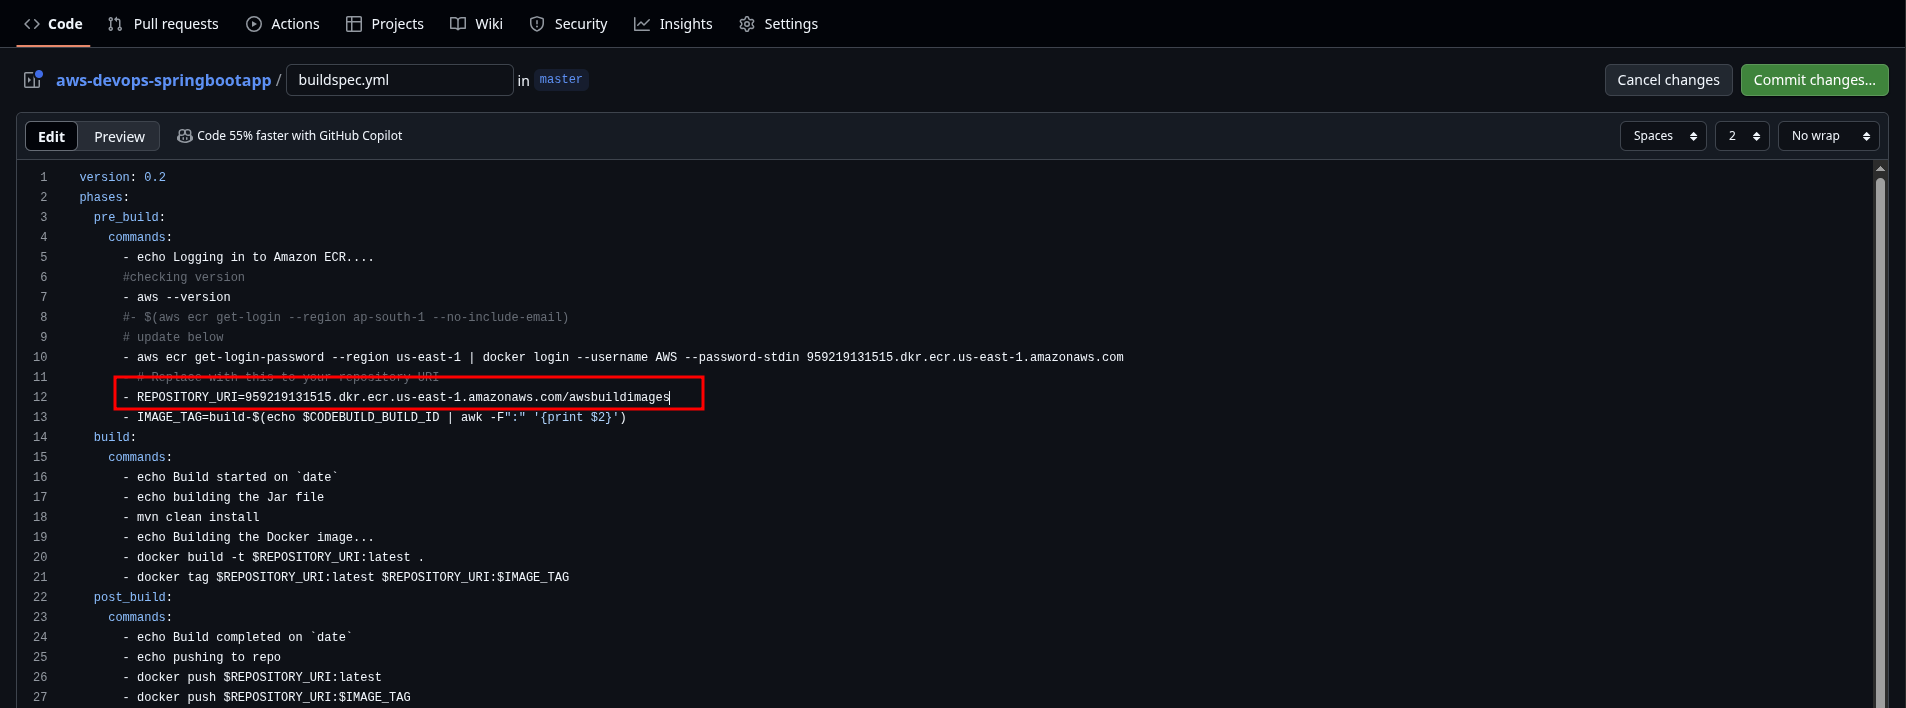 Code Pull requests Actions Projects Wiki Security Insights Settings
aws-devops-springbootapp / buildspec.yml in master Cancel changes Commit changes...
Edit Preview Code 55% faster with GitHub Copilot Spaces 2 No wrap
1 version: 0.2
2 phases:
3 pre_build:
4 commands:
5 - echo Logging in to Amazon ECR....
6 #checking version
7 - aws --version
8 #- $(aws ecr get-login --region ap-south-1 --no-include-email)
9 # update below
10 - aws ecr get-login-password --region us-east-1 | docker login --username AWS --password-stdin 959219131515.dkr.ecr.us-east-1.amazonaws.com
11 # Replace with this to your repository URI
12 - REPOSITORY_URI=959219131515.dkr.ecr.us-east-1.amazonaws.com/awsbuildimages
13 - IMAGE_TAG=build-$(echo $CODEBUILD_BUILD_ID | awk -F":" '{print $2}')
14 build:
15 commands:
16 - echo Build started on `date`
17 - echo building the Jar file
18 - mvn clean install
19 - echo Building the Docker image...
20 - docker build -t $REPOSITORY_URI:latest .
21 - docker tag $REPOSITORY_URI:latest $REPOSITORY_URI:$IMAGE_TAG
22 post_build:
23 commands:
24 - echo Build completed on `date`
25 - echo pushing to repo
26 - docker push $REPOSITORY_URI:latest
27 - docker push $REPOSITORY_URI:$IMAGE_TAG